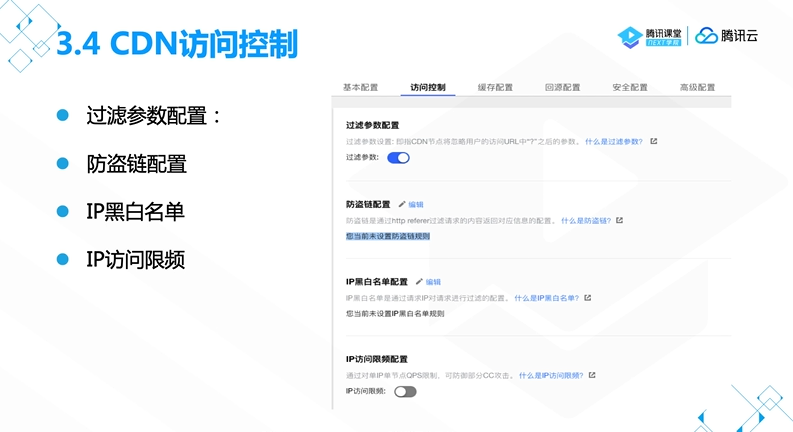 3.4 CDN访问控制
腾讯课堂
NEXT学院
腾讯云
过滤参数配置：
防盗链配置
IP黑白名单
IP访问限频
基本配置 访问控制 缓存配置 回源配置 安全配置 高级配置
过滤参数配置
过滤参数设置: 即指CDN节点将忽略用户的访问URL中“?”之后的参数。 什么是过滤参数?
过滤参数:
防盗链配置 编辑
防盗链是通过http referer过滤请求的内容返回对应信息的配置。 什么是防盗链?
您当前未设置防盗链规则
IP黑白名单配置 编辑
IP黑白名单是通过请求IP对请求进行过滤的配置。 什么是IP黑白名单?
您当前未设置IP黑白名单规则
IP访问限频配置
通过对单IP单节点QPS限制，可防御部分CC攻击。 什么是IP访问限频?
IP访问限频: